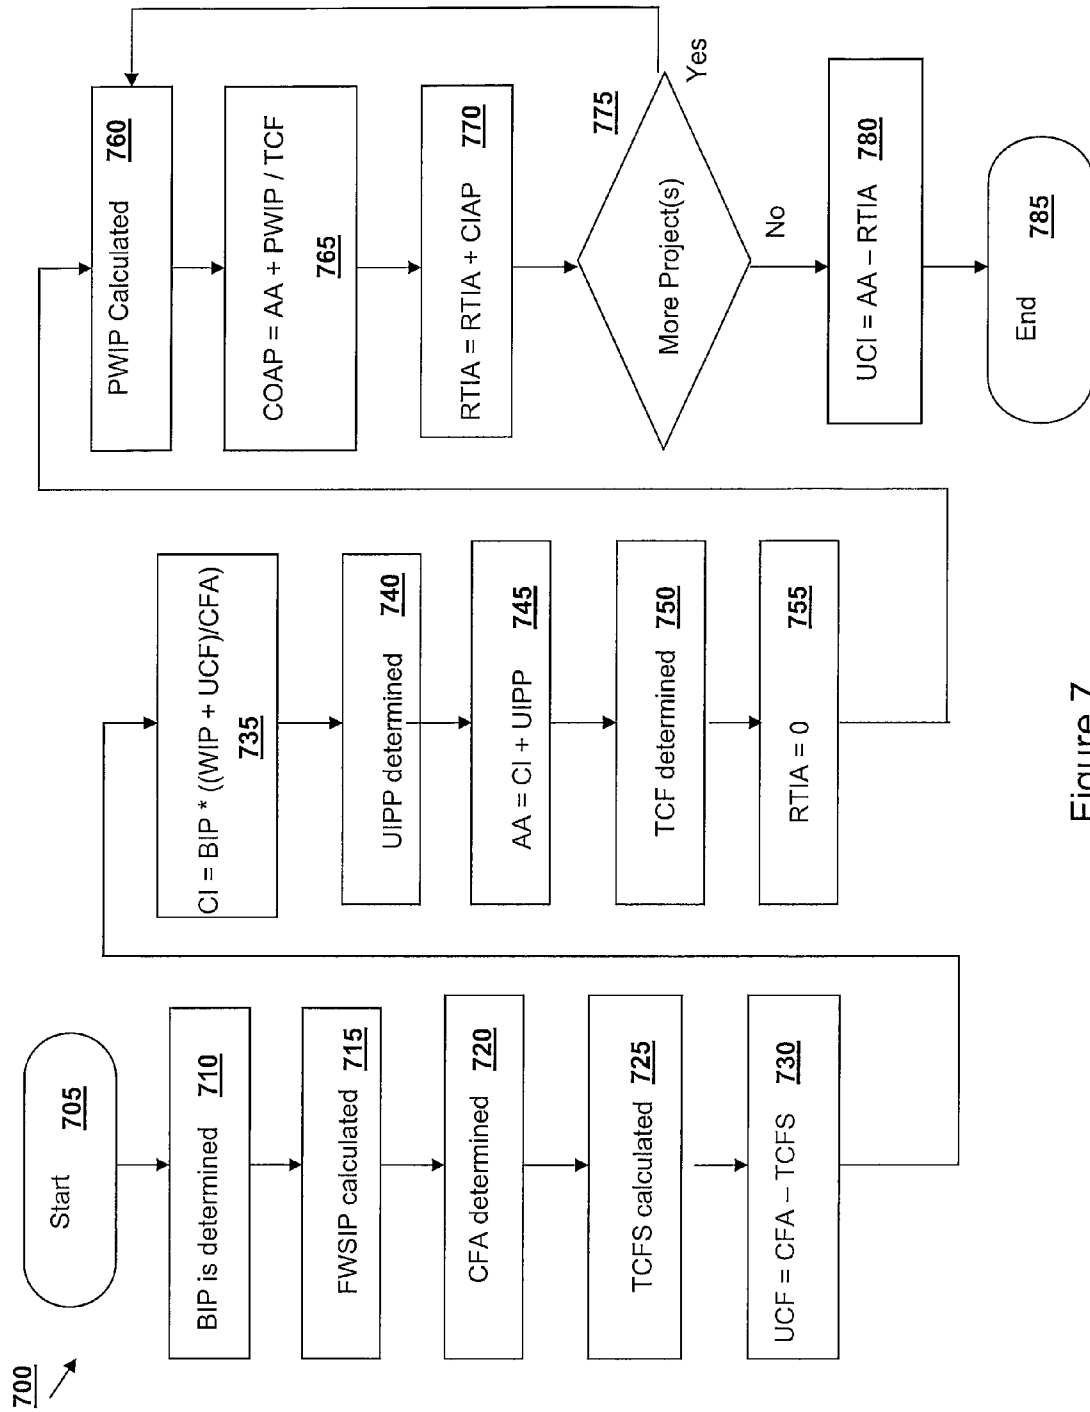 700
Start
705
BIP is determined
710
FWSIP calculated
715
CFA determined
720
TCFS calculated
725
UCF = CFA – TCFS
730
CI = BIP * ((WIP + UCF)/CFA)
735
UIPP determined
740
AA = CI + UIPP
745
TCF determined
750
RTIA = 0
755
PWIP Calculated
760
COAP = AA + PWIP / TCF
765
RTIA = RTIA + CIAP
770
More Project(s)
775
Yes
No
UCI = AA – RTIA
780
End
785
Figure 7